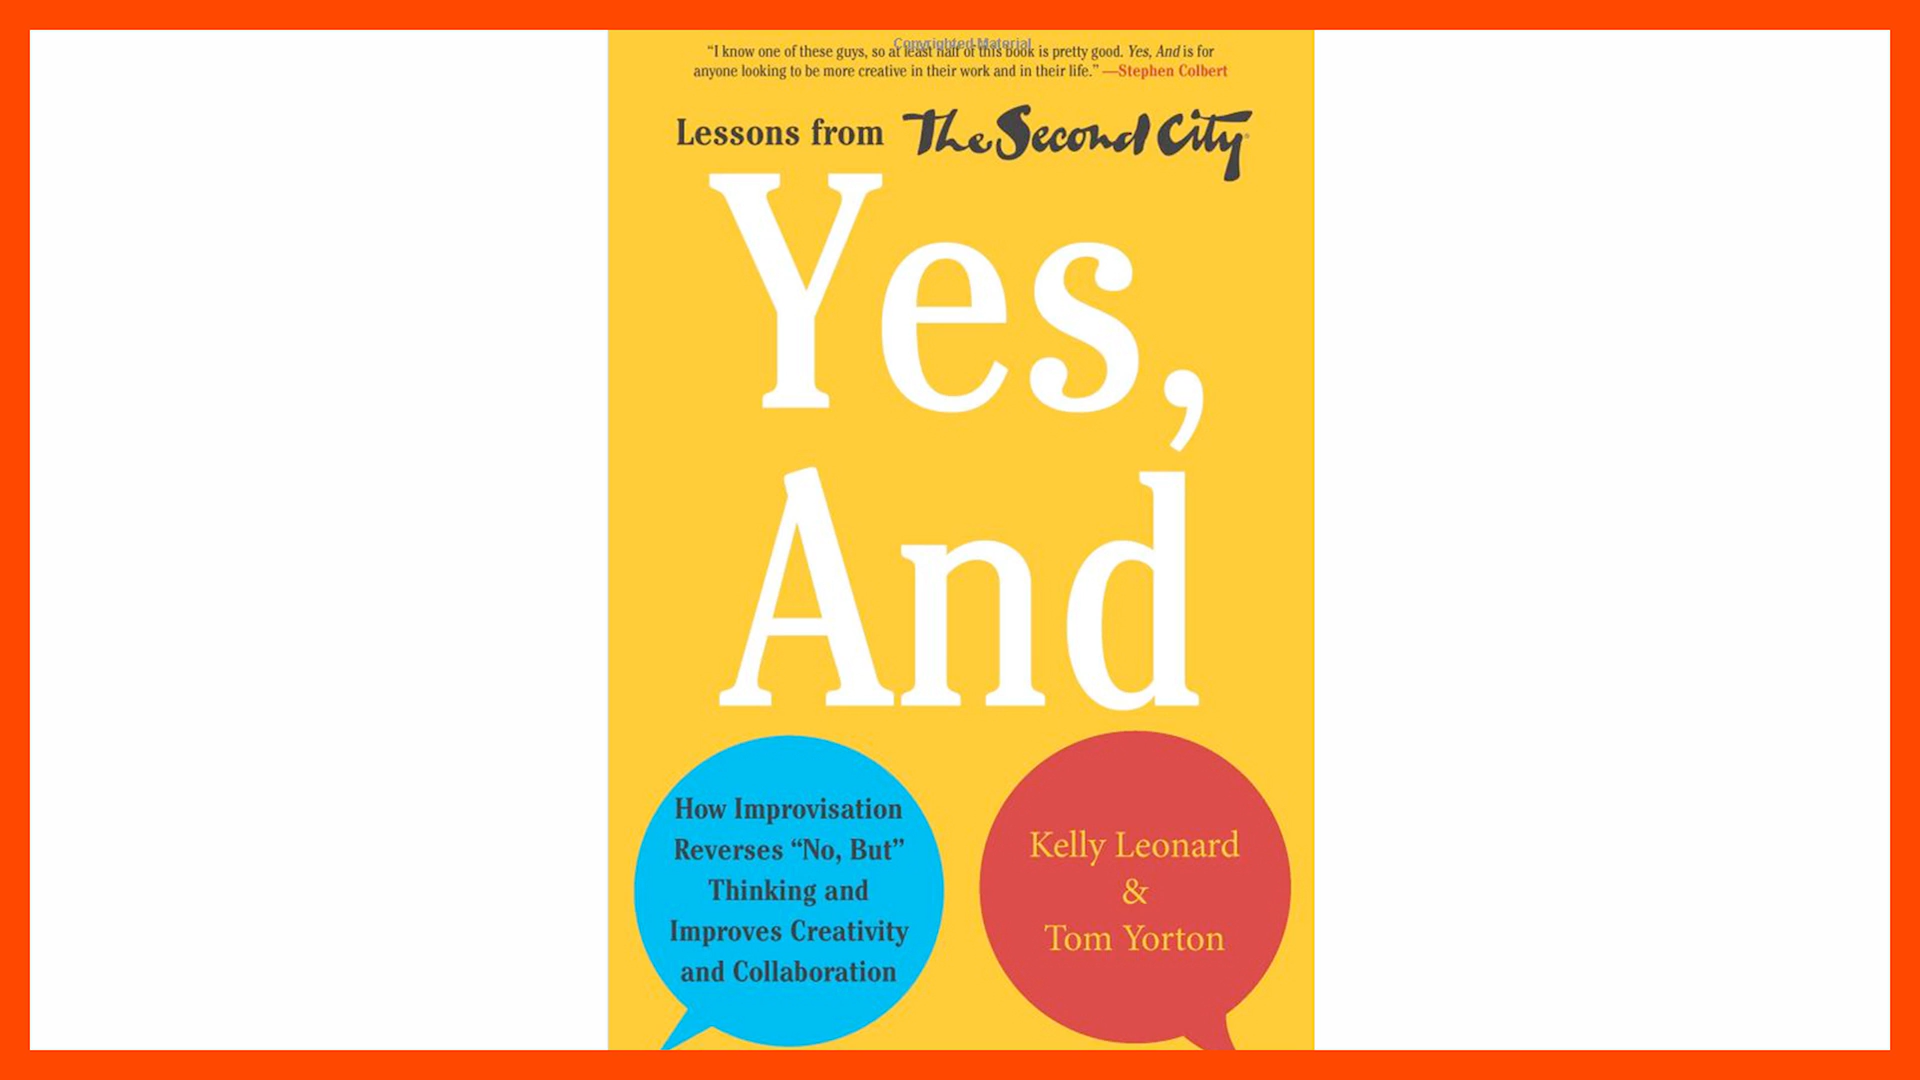 Copyrighted Material
“I know one of these guys, so at least half of this book is pretty good. Yes, And is for
anyone looking to be more creative in their work and in their life.” —Stephen Colbert
Lessons from The Second City
Yes,
And
How Improvisation
Reverses “No, But”
Thinking and
Improves Creativity
and Collaboration
Kelly Leonard
&
Tom Yorton